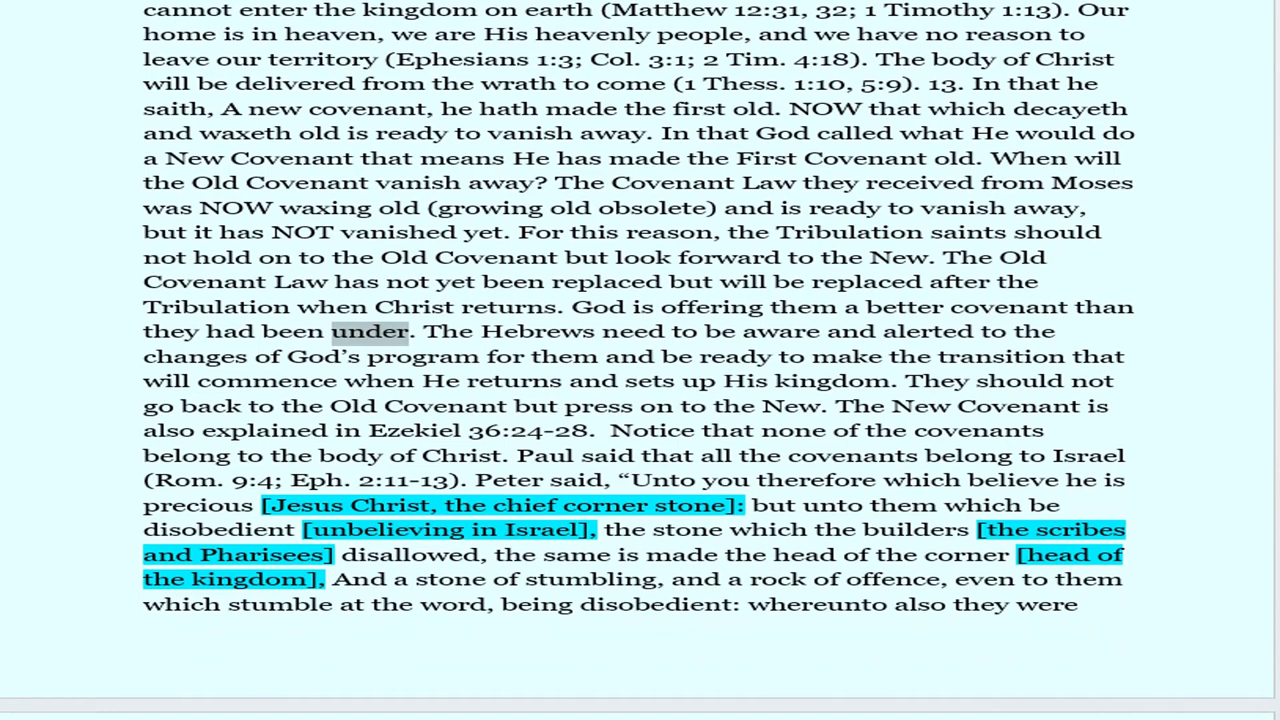 cannot enter the kingdom on earth (Matthew 12:31, 32; 1 Timothy 1:13). Our
home is in heaven, we are His heavenly people, and we have no reason to
leave our territory (Ephesians 1:3; Col. 3:1; 2 Tim. 4:18). The body of Christ
will be delivered from the wrath to come (1 Thess. 1:10, 5:9). 13. In that he
saith, A new covenant, he hath made the first old. NOW that which decayeth
and waxeth old is ready to vanish away. In that God called what He would do
a New Covenant that means He has made the First Covenant old. When will
the Old Covenant vanish away? The Covenant Law they received from Moses
was NOW waxing old (growing old obsolete) and is ready to vanish away,
but it has NOT vanished yet. For this reason, the Tribulation saints should
not hold on to the Old Covenant but look forward to the New. The Old
Covenant Law has not yet been replaced but will be replaced after the
Tribulation when Christ returns. God is offering them a better covenant than
they had been under. The Hebrews need to be aware and alerted to the
changes of God's program for them and be ready to make the transition that
will commence when He returns and sets up His kingdom. They should not
go back to the Old Covenant but press on to the New. The New Covenant is
also explained in Ezekiel 36:24-28.  Notice that none of the covenants
belong to the body of Christ. Paul said that all the covenants belong to Israel
(Rom. 9:4; Eph. 2:11-13). Peter said, “Unto you therefore which believe he is
precious [Jesus Christ, the chief corner stone]: but unto them which be
disobedient [unbelieving in Israel], the stone which the builders [the scribes
and Pharisees] disallowed, the same is made the head of the corner [head of
the kingdom], And a stone of stumbling, and a rock of offence, even to them
which stumble at the word, being disobedient: whereunto also they were